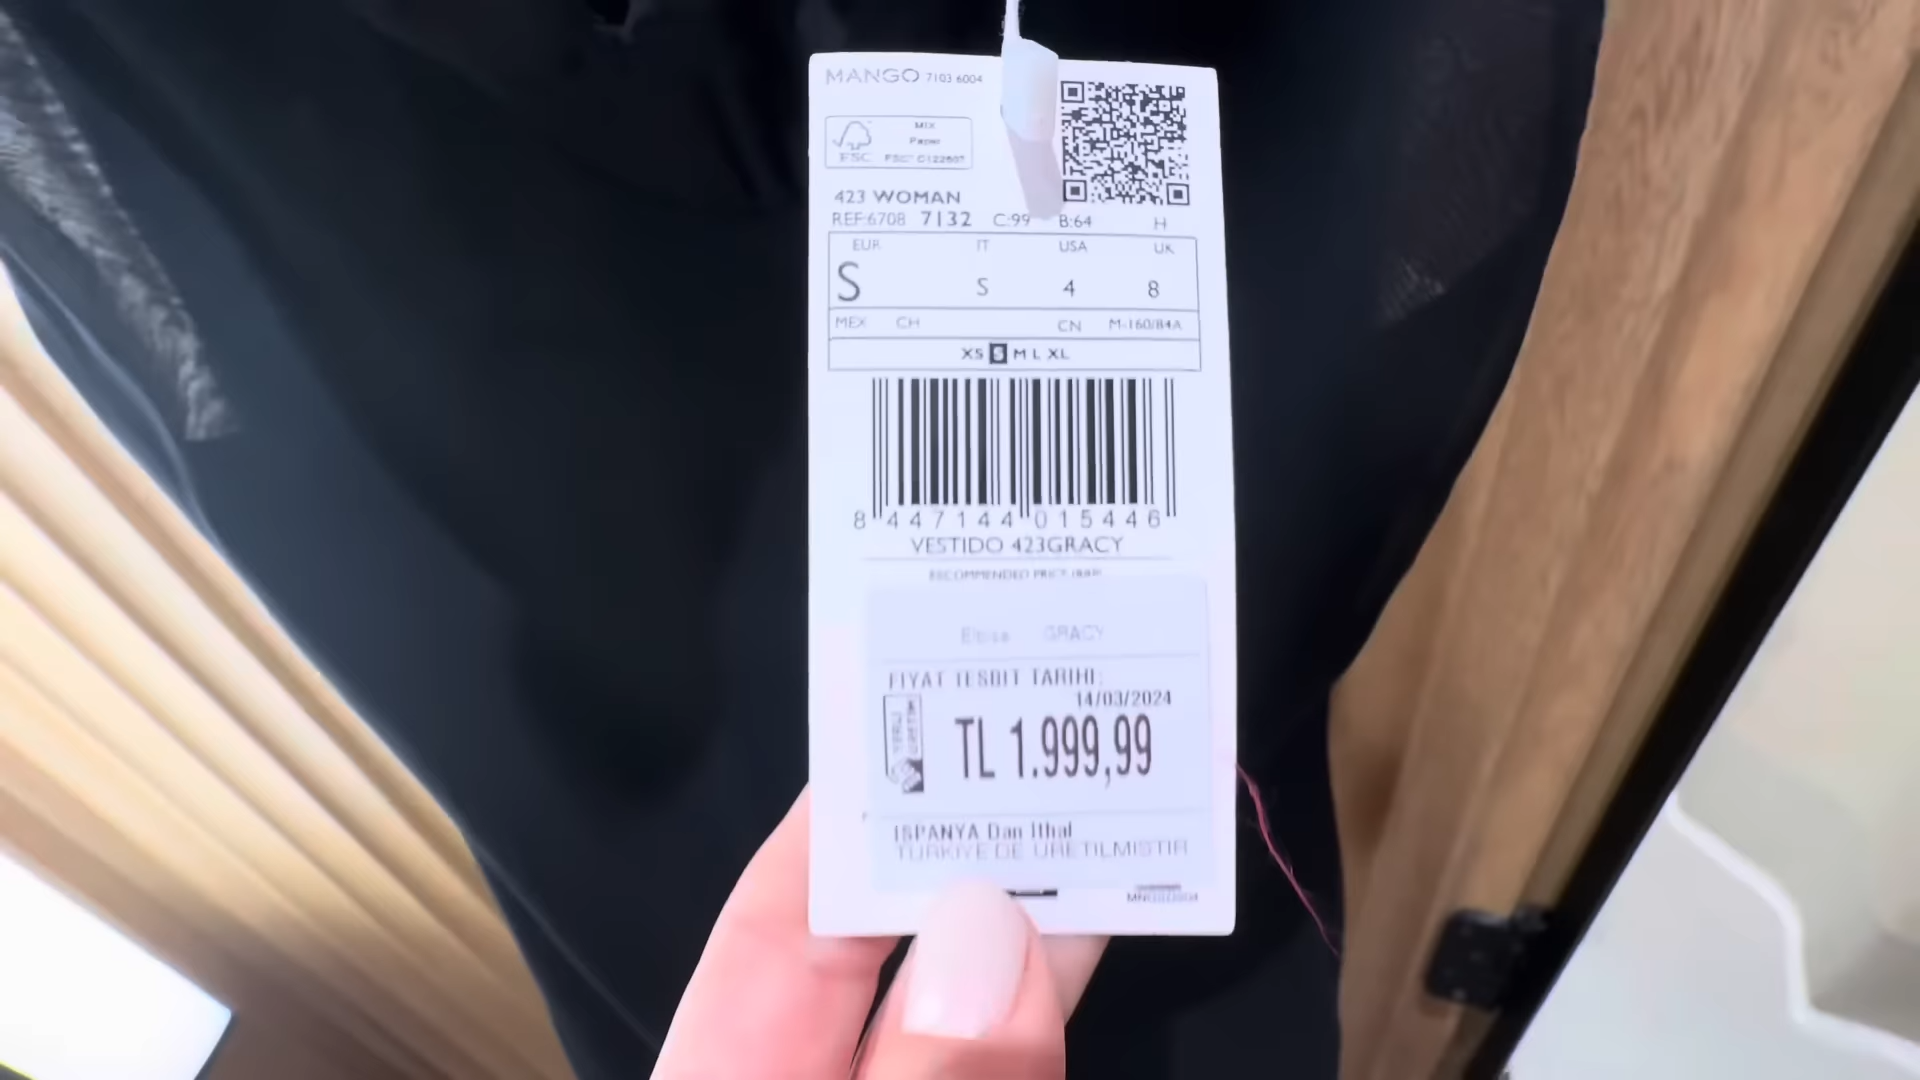 MANGO 7103 6004
MIX
Paper
FSC FSC® C122607
423 WOMAN
REF:6708 7132 C:99 B:64 H
EUR IT USA UK
S S 4 8
MEX CH CN M-160/84A
XS S M L XL
8 447144 015446
VESTIDO 423GRACY
RECOMMENDED PRICE (RRP)
Elbise GRACY
FIYAT TESBIT TARIHI:
14/03/2024
TL 1.999,99
ISPANYA Dan Ithal
TURKIYE DE URETILMISTIR